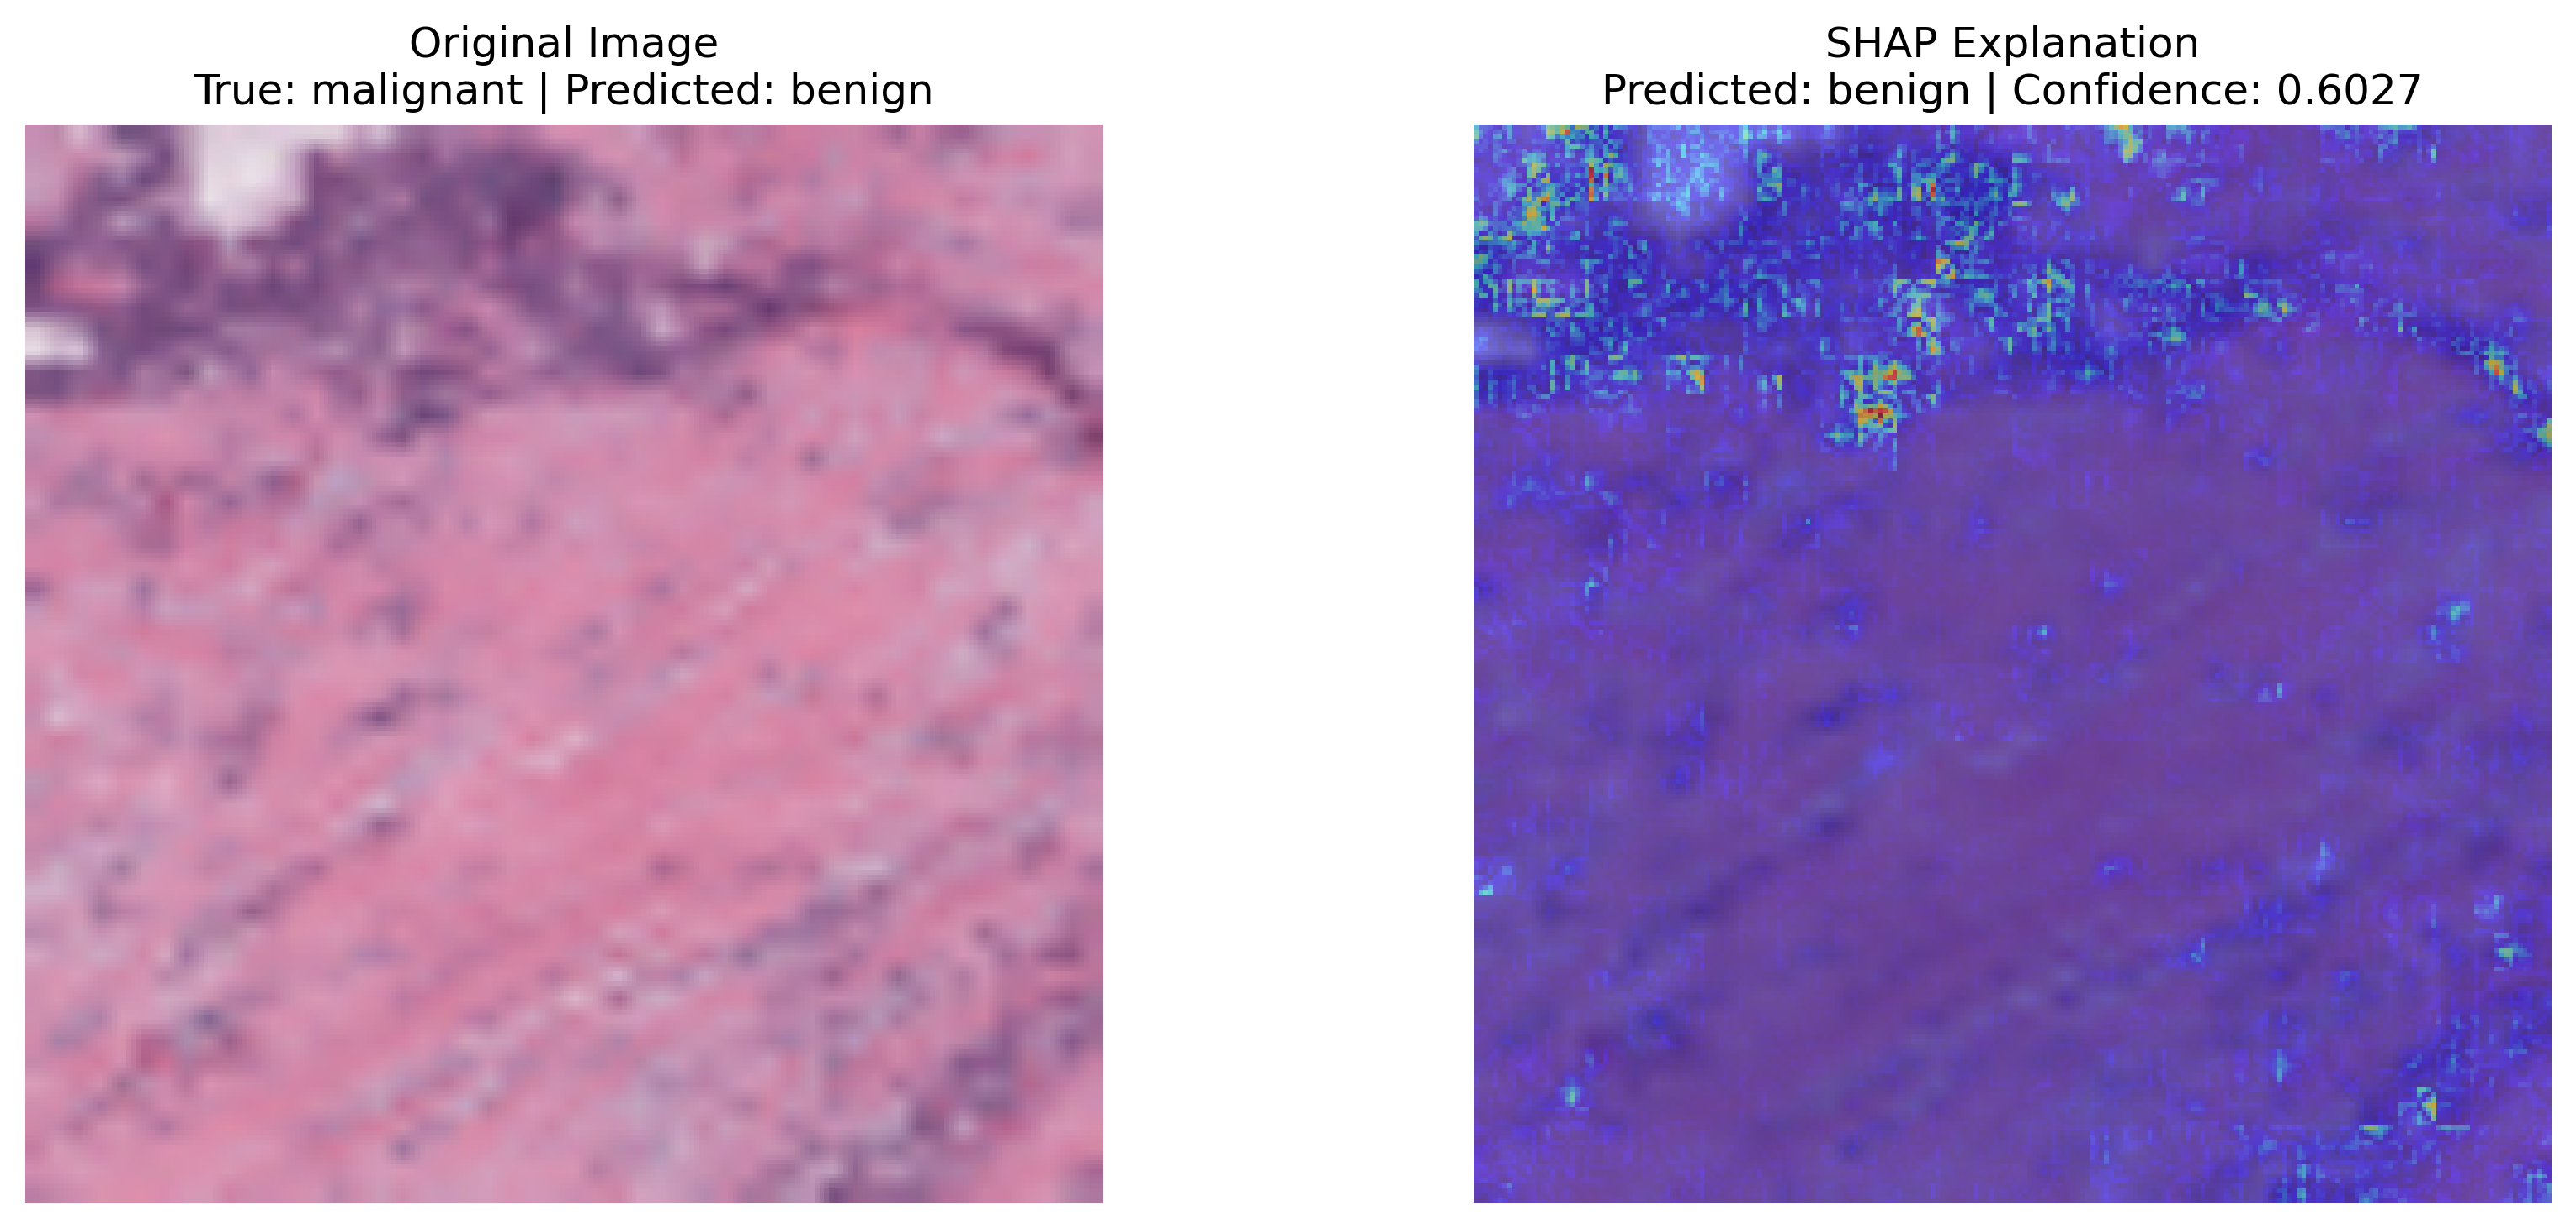 Original Image
True: malignant | Predicted: benign
SHAP Explanation
Predicted: benign | Confidence: 0.6027